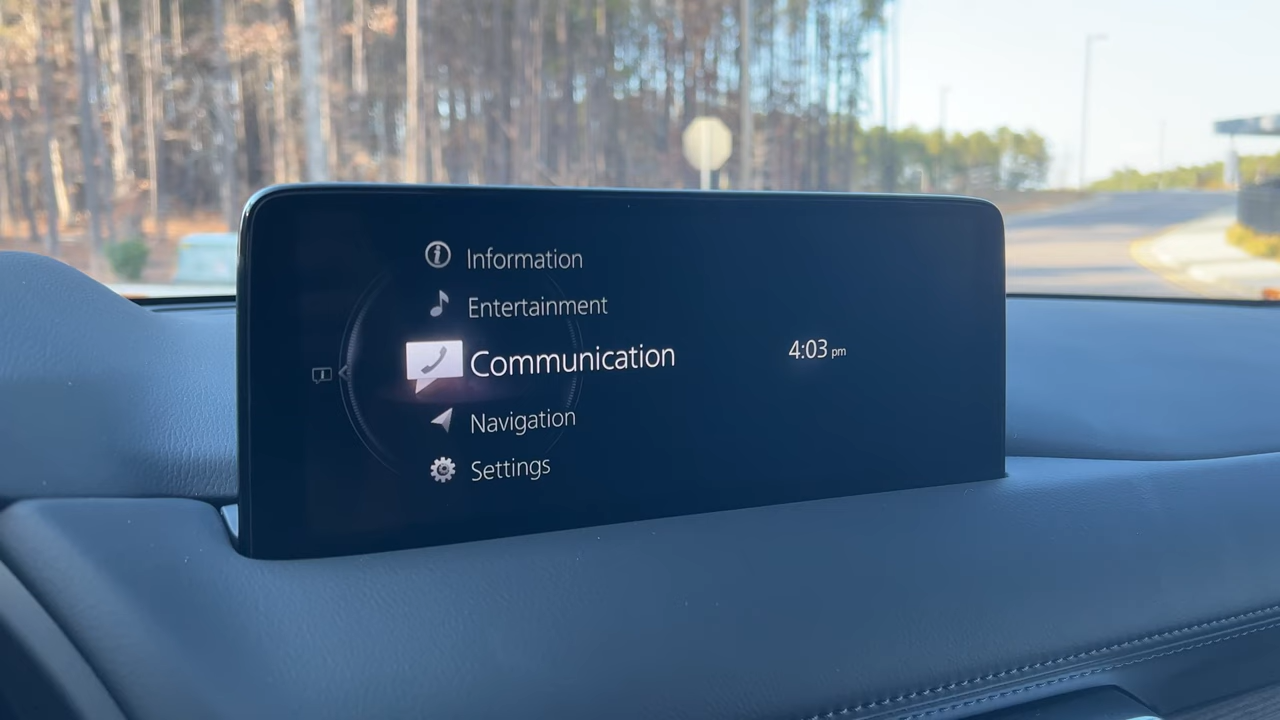 Information
Entertainment
Communication
4:03 pm
Navigation
Settings